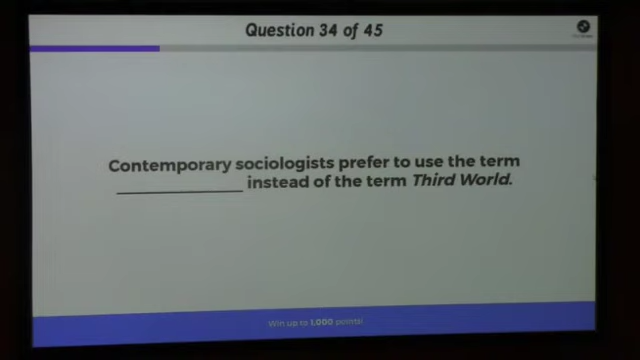 Question 34 of 45
Contemporary sociologists prefer to use the term
____________ instead of the term Third World.
Win up to 1,000 points!